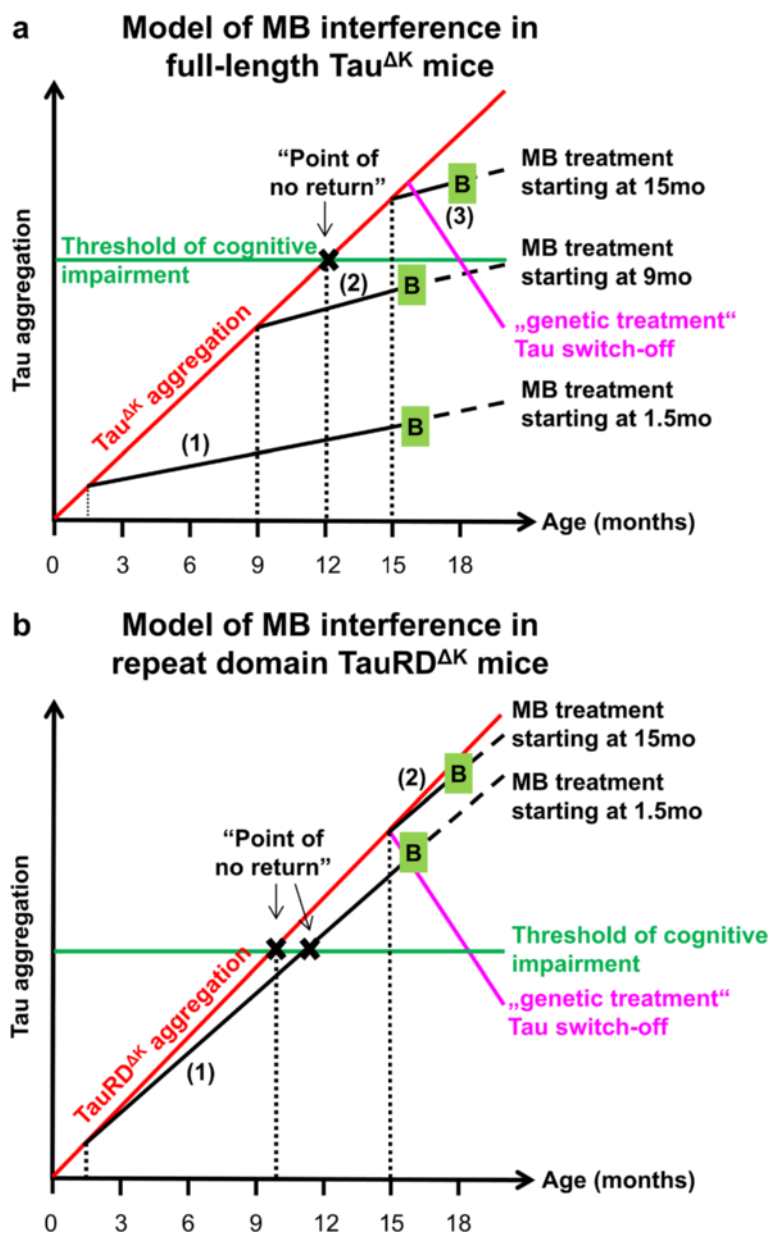 a
Model of MB interference in
full-length Tau^ΔK mice
Tau aggregation
"Point of
no return"
Threshold of cognitive
impairment
Tau^ΔK aggregation
(1)
(2)
(3)
B
B
B
MB treatment
starting at 15mo
MB treatment
starting at 9mo
„genetic treatment“
Tau switch-off
MB treatment
starting at 1.5mo
Age (months)
0 3 6 9 12 15 18
b
Model of MB interference in
repeat domain TauRD^ΔK mice
Tau aggregation
"Point of
no return"
TauRD^ΔK aggregation
(1)
(2)
B
B
MB treatment
starting at 15mo
MB treatment
starting at 1.5mo
Threshold of cognitive
impairment
„genetic treatment“
Tau switch-off
Age (months)
0 3 6 9 12 15 18